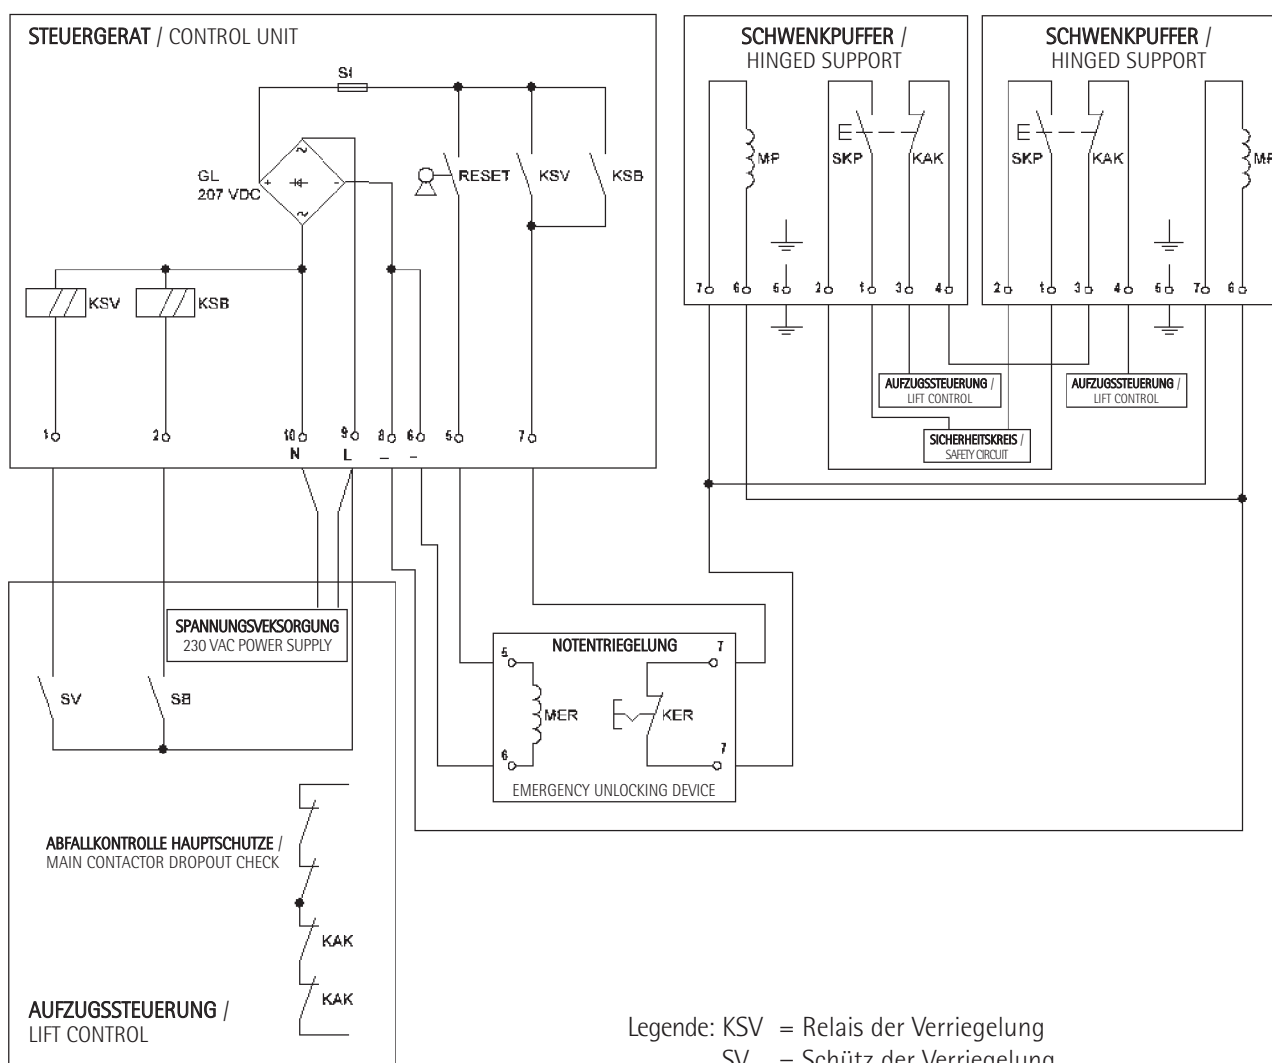 STEUERGERAT / CONTROL UNIT
SI
GL
207 VDC
~
+
-
~
RESET
KSV
KSB
KSV
KSB
1
2
10
9
8
6
5
7
N
L
–
–
SCHWENKPUFFER /
HINGED SUPPORT
MP
SKP
KAK
7
6
5
2
1
3
4
SCHWENKPUFFER /
HINGED SUPPORT
SKP
KAK
MP
2
1
3
4
5
7
6
AUFZUGSSTEUERUNG /
LIFT CONTROL
AUFZUGSSTEUERUNG /
LIFT CONTROL
SICHERHEITSKREIS /
SAFETY CIRCUIT
SPANNUNGSVEKSORGUNG
230 VAC POWER SUPPLY
SV
SB
NOTENTRIEGELUNG
5
7
MER
KER
6
7
EMERGENCY UNLOCKING DEVICE
ABFALLKONTROLLE HAUPTSCHUTZE /
MAIN CONTACTOR DROPOUT CHECK
KAK
KAK
AUFZUGSSTEUERUNG /
LIFT CONTROL
Legende: KSV = Relais der Verriegelung
SV = Schütz der Verriegelung